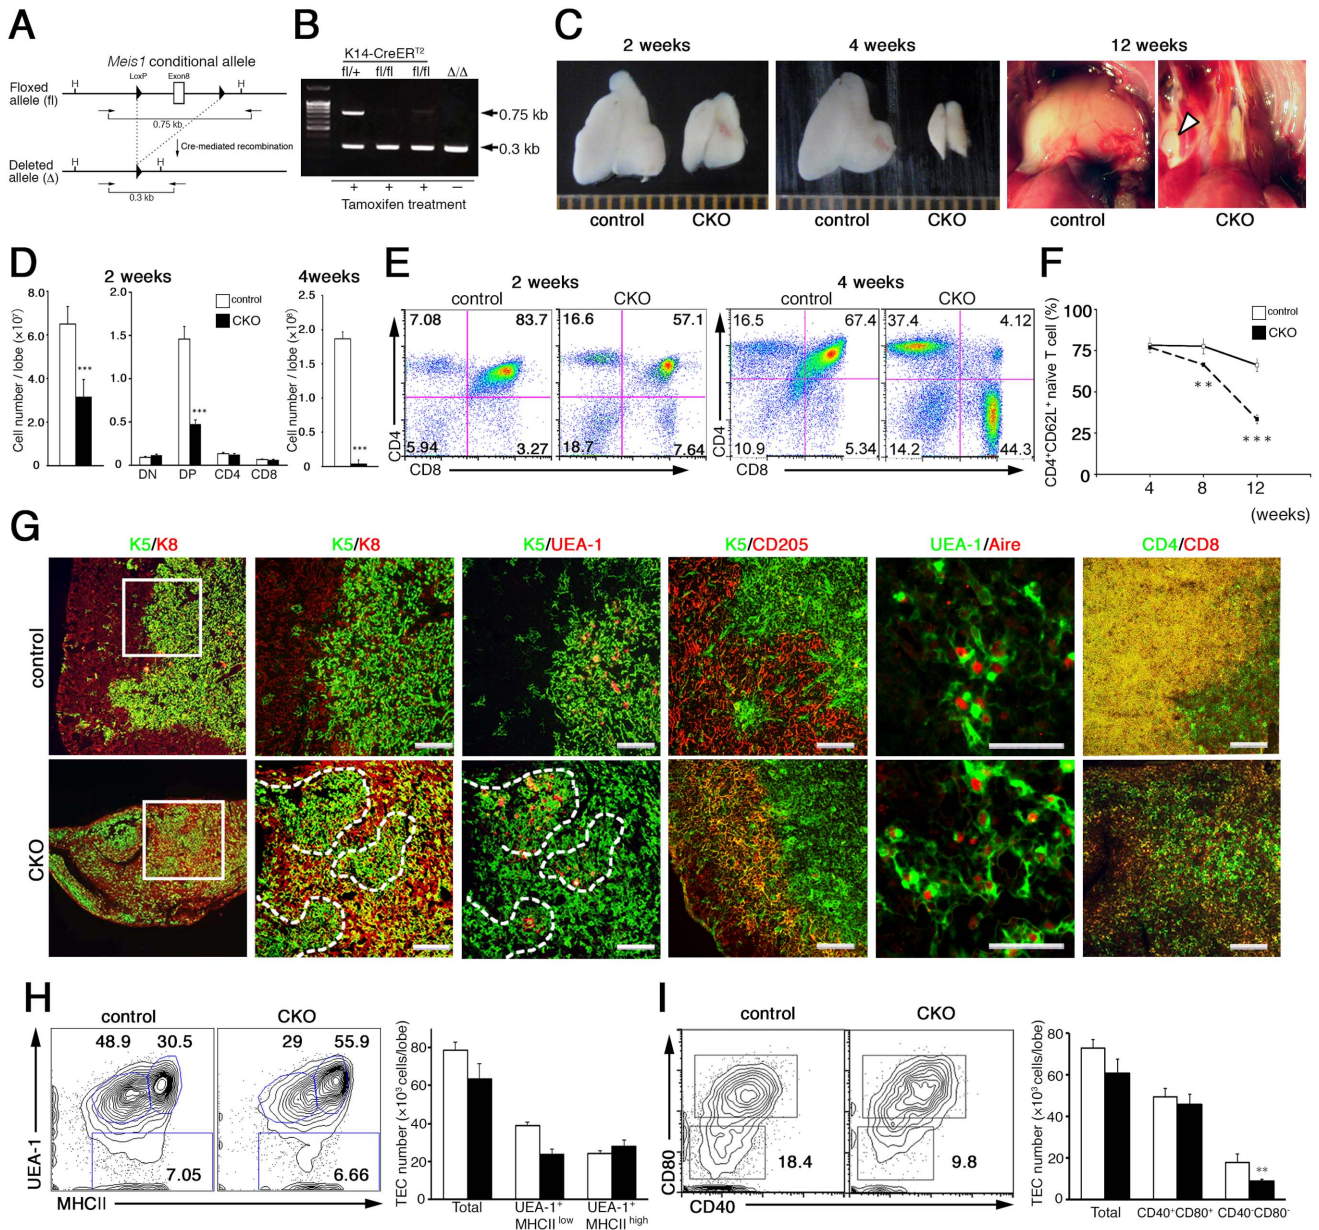 A
Meis1 conditional allele
LoxP
Exon8
H
H
Floxed
allele (fl)
0.75 kb
Cre-mediated recombination
Deleted
allele (Δ)
H
H
0.3 kb
B
K14-CreERT2
fl/+ fl/fl fl/fl Δ/Δ
0.75 kb
0.3 kb
+ + + −
Tamoxifen treatment
C
2 weeks
4 weeks
12 weeks
control CKO
control CKO
control CKO
D
2 weeks
4weeks
control
CKO
Cell number / lobe (×10⁷)
8.0
6.0
4.0
2.0
0
***
2.0
1.5
1.0
0.5
0
***
DN DP CD4 CD8
Cell number / lobe (×10⁸)
2.5
2.0
1.5
1.0
0.5
0
***
E
2 weeks
4 weeks
control CKO
control CKO
7.08 83.7
5.94 3.27
16.6 57.1
18.7 7.64
16.5 67.4
10.9 5.34
37.4 4.12
14.2 44.3
CD4
CD8
CD4
CD8
F
CD4⁺CD62L⁺ naïve T cell (%)
100
75
50
25
0
control
CKO
**
***
4 8 12
(weeks)
G
K5/K8
K5/K8
K5/UEA-1
K5/CD205
UEA-1/Aire
CD4/CD8
control
CKO
H
control CKO
48.9 30.5
7.05
29 55.9
6.66
UEA-1
MHCII
TEC number (×10³ cells/lobe)
80
60
40
20
0
Total
UEA-1⁺
MHCII low
UEA-1⁺
MHCII high
I
control CKO
18.4
9.8
CD80
CD40
TEC number (×10³ cells/lobe)
80
60
40
20
0
**
Total CD40⁺CD80⁺ CD40⁻CD80⁻